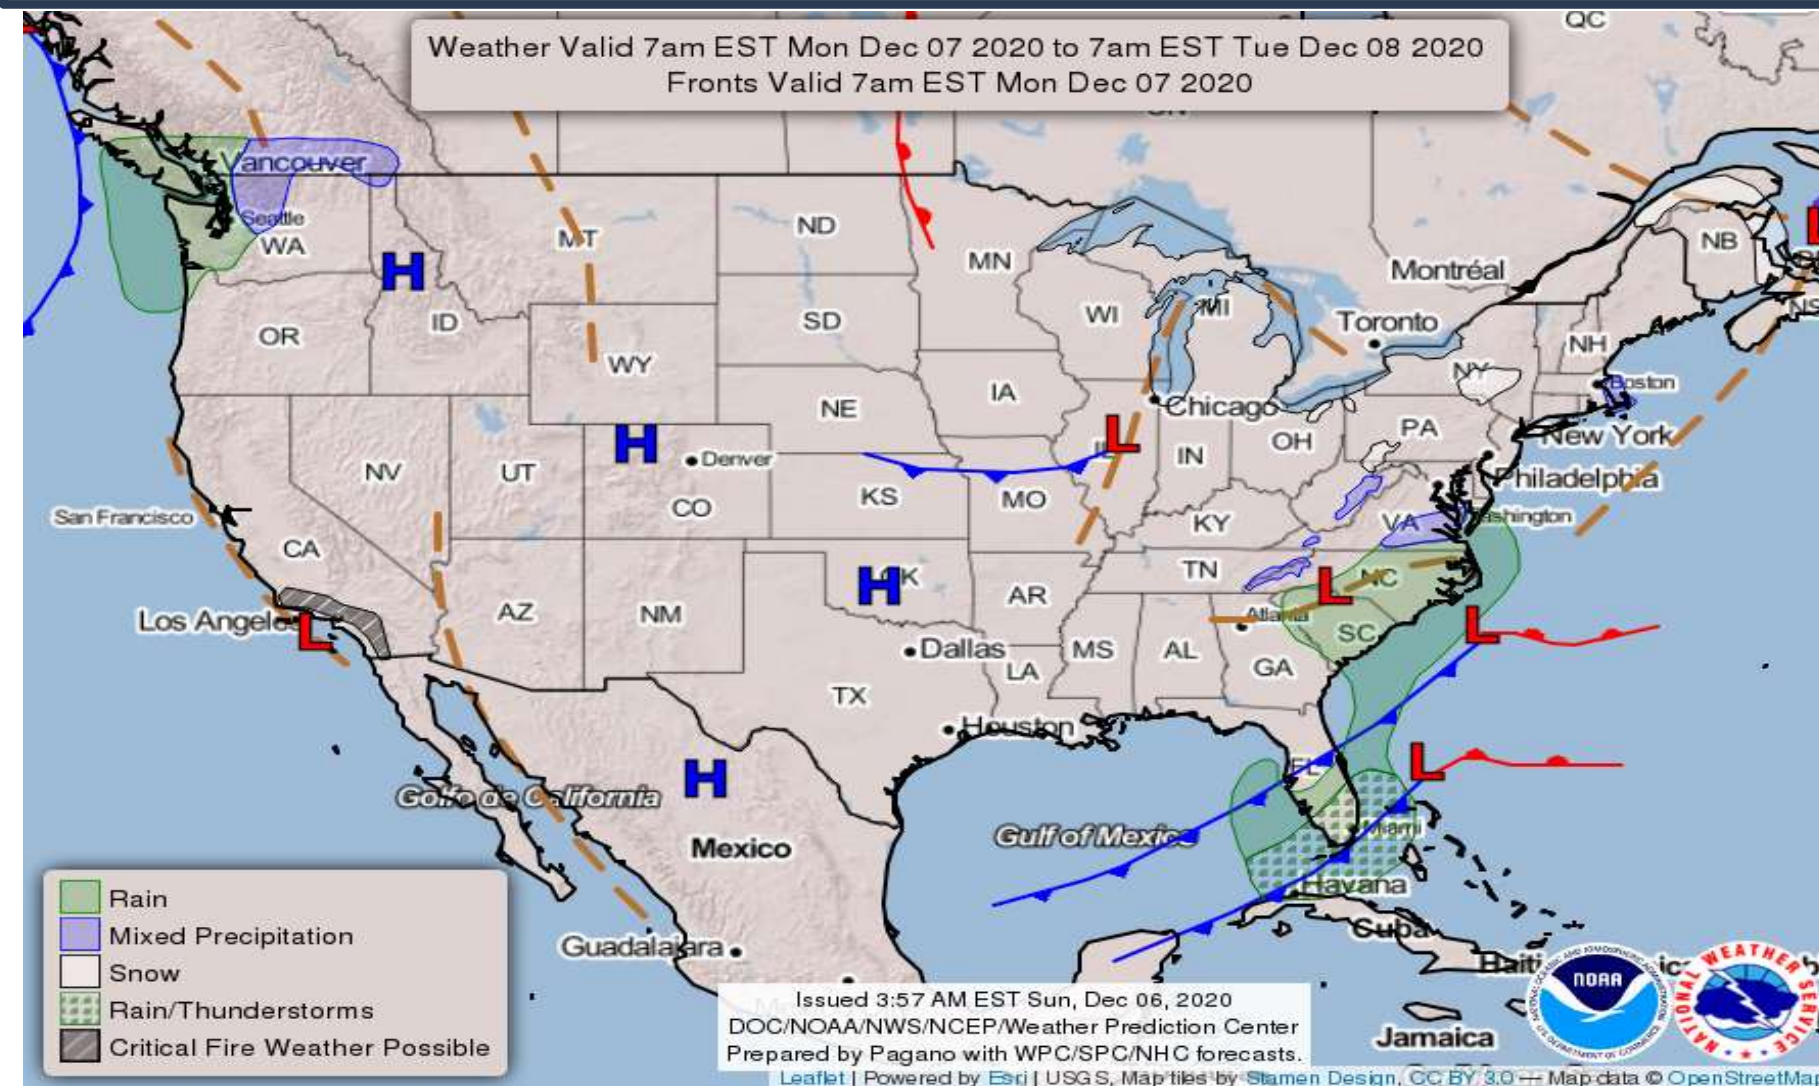 Weather Valid 7am EST Mon Dec 07 2020 to 7am EST Tue Dec 08 2020
Fronts Valid 7am EST Mon Dec 07 2020
QC
Vancouver
Seattle
WA
MT
ND
MN
NB
Montréal
OR
ID
SD
WI
MI
Toronto
NS
WY
NH
NY
IA
Boston
NE
Chicago
PA
New York
OH
IL
IN
Denver
NV
UT
CO
KS
MO
Philadelphia
San Francisco
KY
VA
CA
TN
NC
AZ
NM
AR
Atlanta
Los Angeles
SC
Dallas
MS
AL
GA
LA
TX
Houston
FL
Golfo de California
Gulf of Mexico
Miami
Mexico
Havana
Cuba
Guadalajara
Haiti
Jamaica
H
H
H
H
L
L
L
L
L
L
Rain
Mixed Precipitation
Snow
Rain/Thunderstorms
Critical Fire Weather Possible
Issued 3:57 AM EST Sun, Dec 06, 2020
DOC/NOAA/NWS/NCEP/Weather Prediction Center
Prepared by Pagano with WPC/SPC/NHC forecasts.
NOAA
NATIONAL WEATHER SERVICE
Leaflet | Powered by Esri | USGS, Map tiles by Stamen Design, CC BY 3.0 — Map data © OpenStreetMap